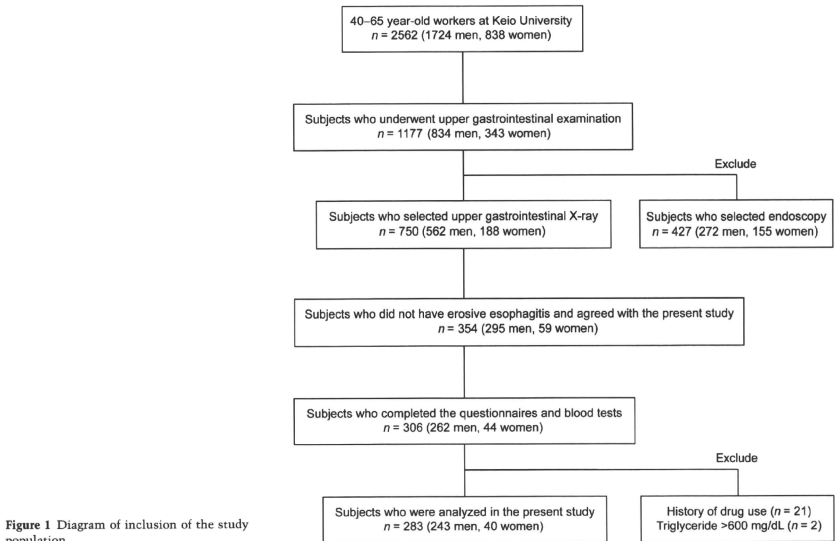 40–65 year-old workers at Keio University
n = 2562 (1724 men, 838 women)
Subjects who underwent upper gastrointestinal examination
n = 1177 (834 men, 343 women)
Exclude
Subjects who selected upper gastrointestinal X-ray
n = 750 (562 men, 188 women)
Subjects who selected endoscopy
n = 427 (272 men, 155 women)
Subjects who did not have erosive esophagitis and agreed with the present study
n = 354 (295 men, 59 women)
Subjects who completed the questionnaires and blood tests
n = 306 (262 men, 44 women)
Exclude
Subjects who were analyzed in the present study
n = 283 (243 men, 40 women)
History of drug use (n = 21)
Triglyceride >600 mg/dL (n = 2)
Figure 1 Diagram of inclusion of the study
population